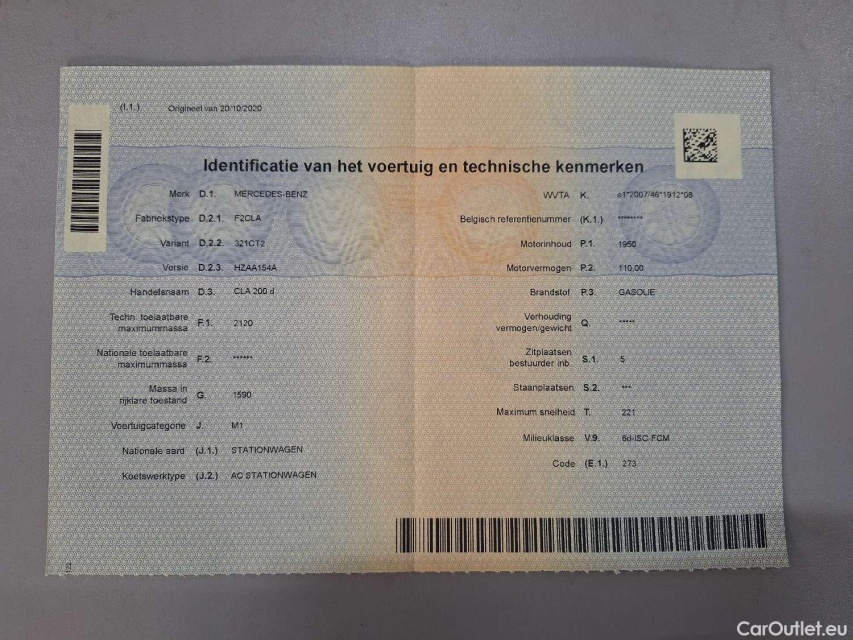 (I.1.) Origineel van 20/10/2020
Identificatie van het voertuig en technische kenmerken
Merk D.1. MERCEDES-BENZ
Fabriekstype D.2.1. F2CLA
Variant D.2.2. 321CT2
Versie D.2.3. HZAA154A
Handelsnaam D.3. CLA 200 d
Techn. toelaatbare
maximummassa F.1. 2120
Nationale toelaatbare
maximummassa F.2. ******
Massa in
rijklare toestand G. 1590
Voertuigcategorie J. M1
Nationale aard (J.1.) STATIONWAGEN
Koetswerktype (J.2.) AC STATIONWAGEN
WVTA K. e1*2007/46*1912*08
Belgisch referentienummer (K.1.) ********
Motorinhoud P.1. 1950
Motorvermogen P.2. 110.00
Brandstof P.3. GASOLIE
Verhouding
vermogen/gewicht Q. *****
Zitplaatsen
bestuurder inb. S.1. 5
Staanplaatsen S.2. ***
Maximum snelheid T. 221
Milieuklasse V.9. 6d-ISC-FCM
Code (E.1.) 273
1/2
CarOutlet.eu